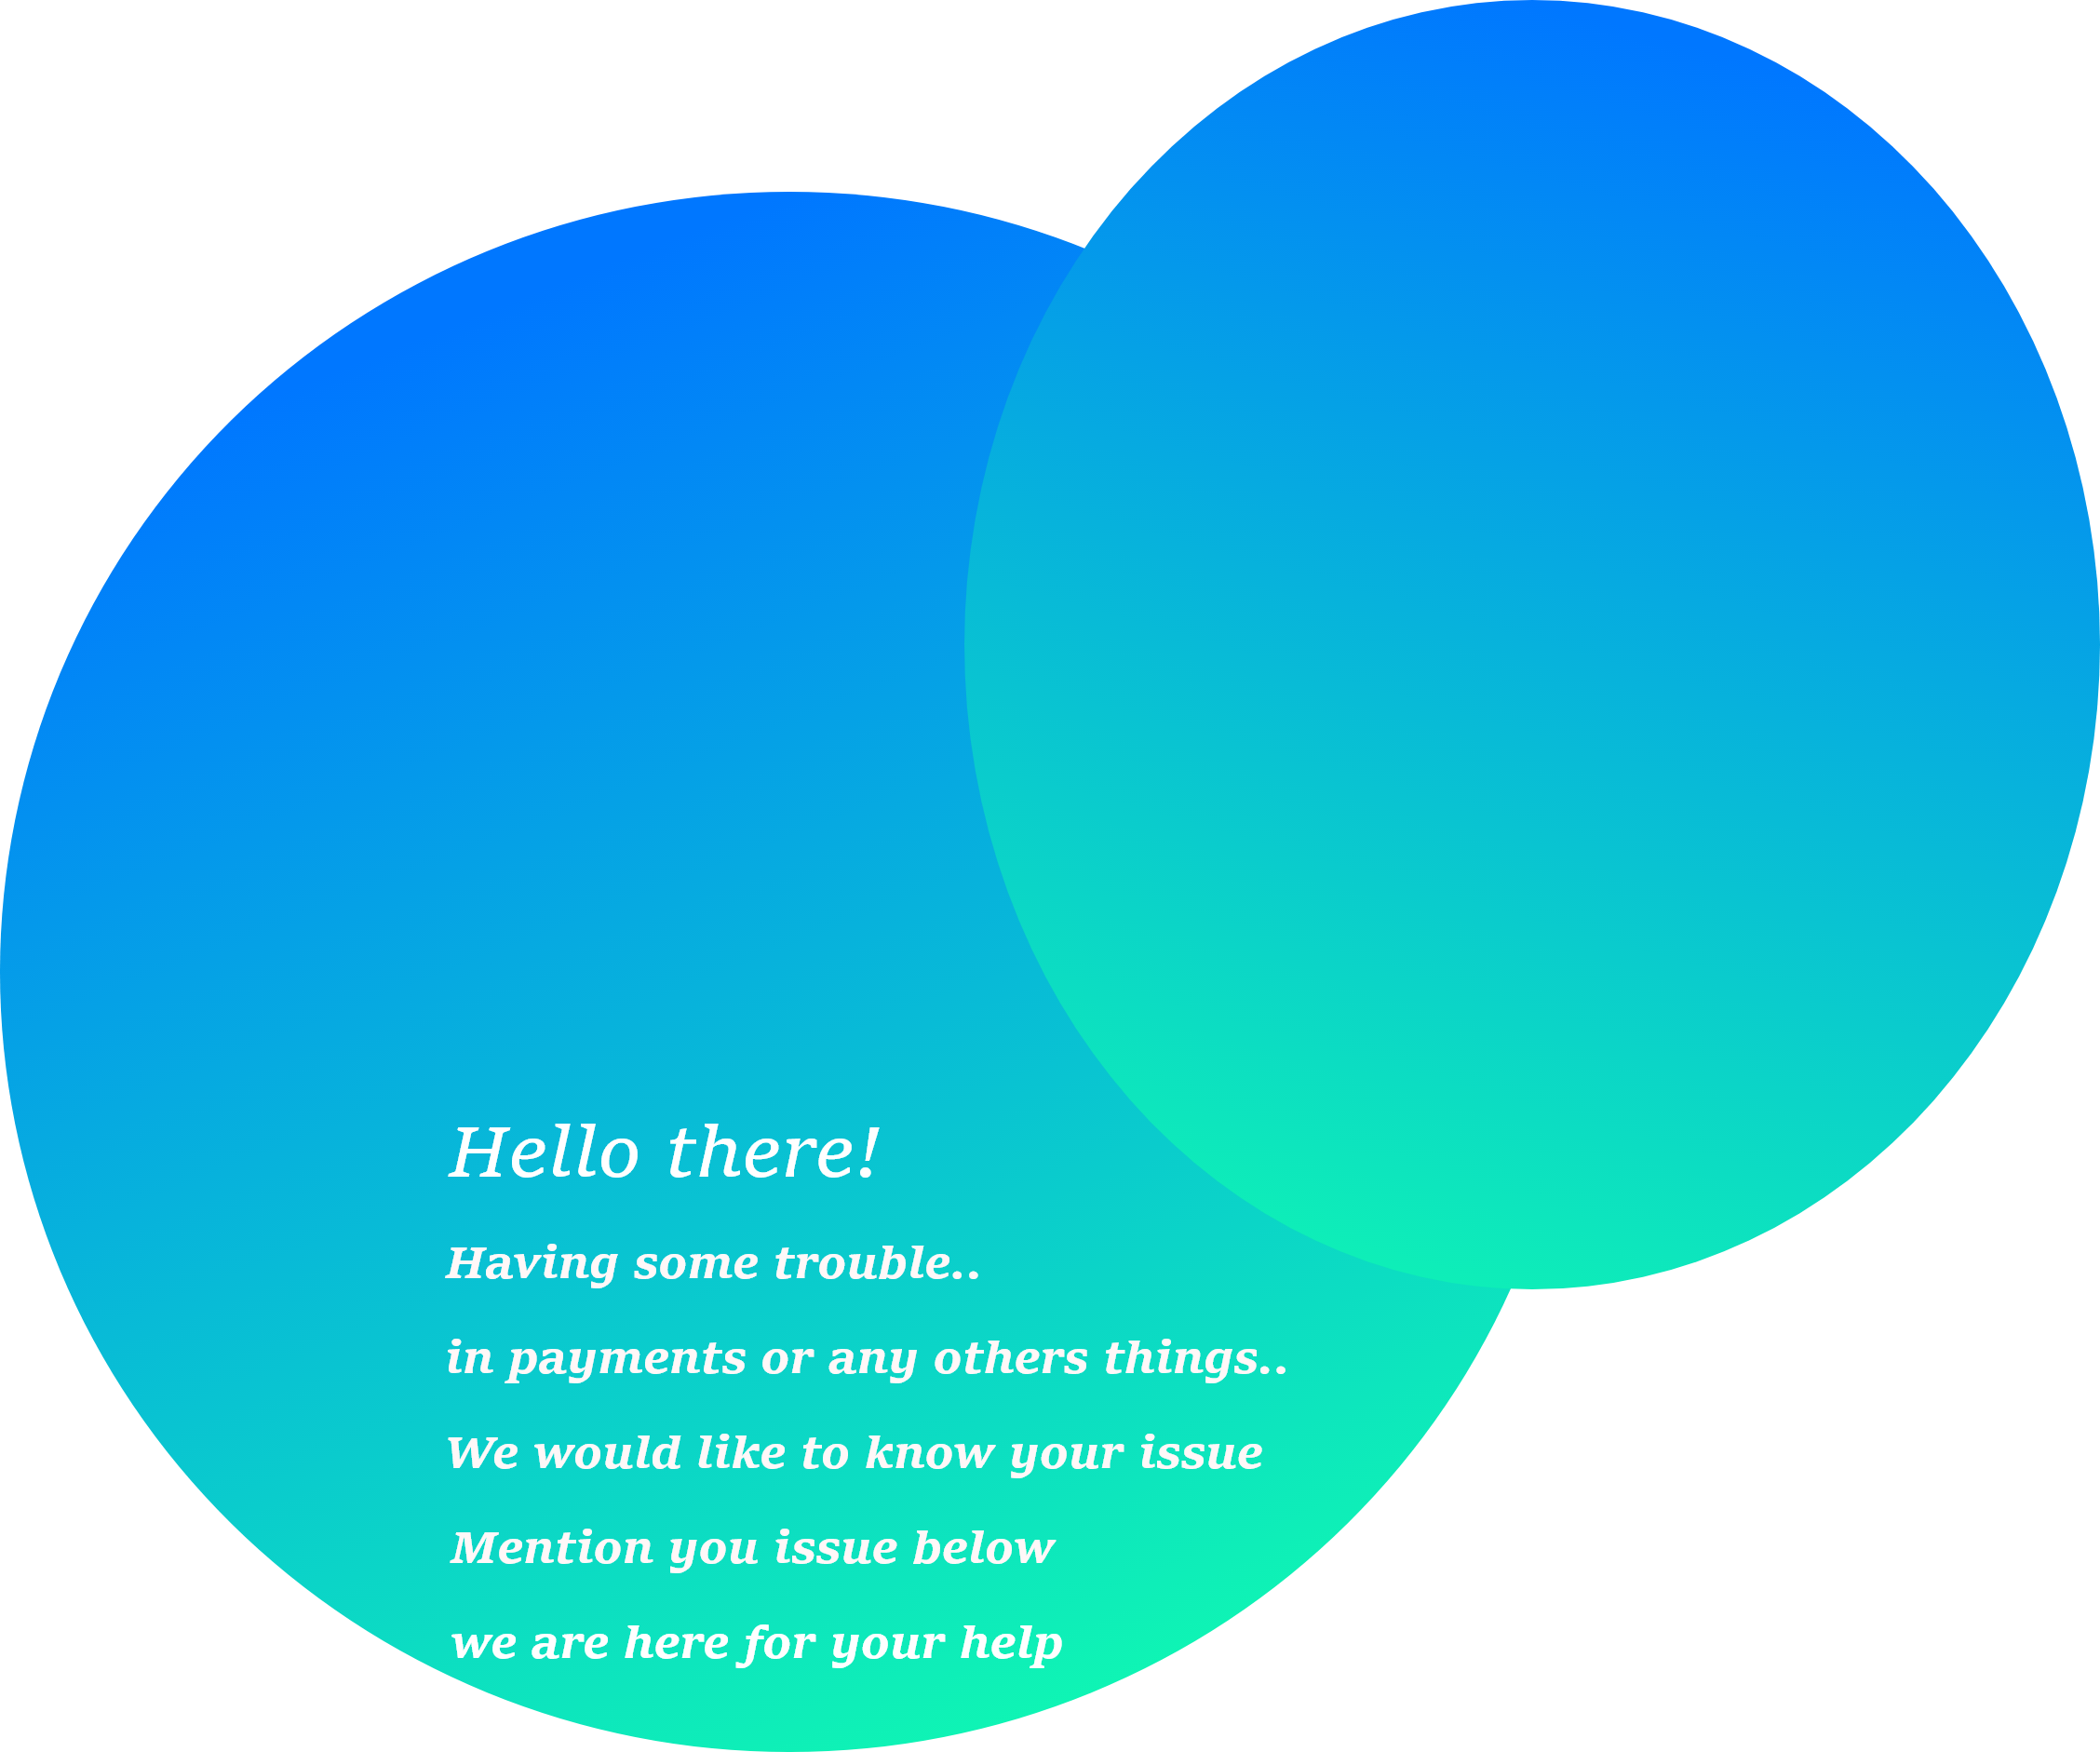 Hello there!
Having some trouble..
in payments or any others things..
We would like to know your issue
Mention you issue below
we are here for your help